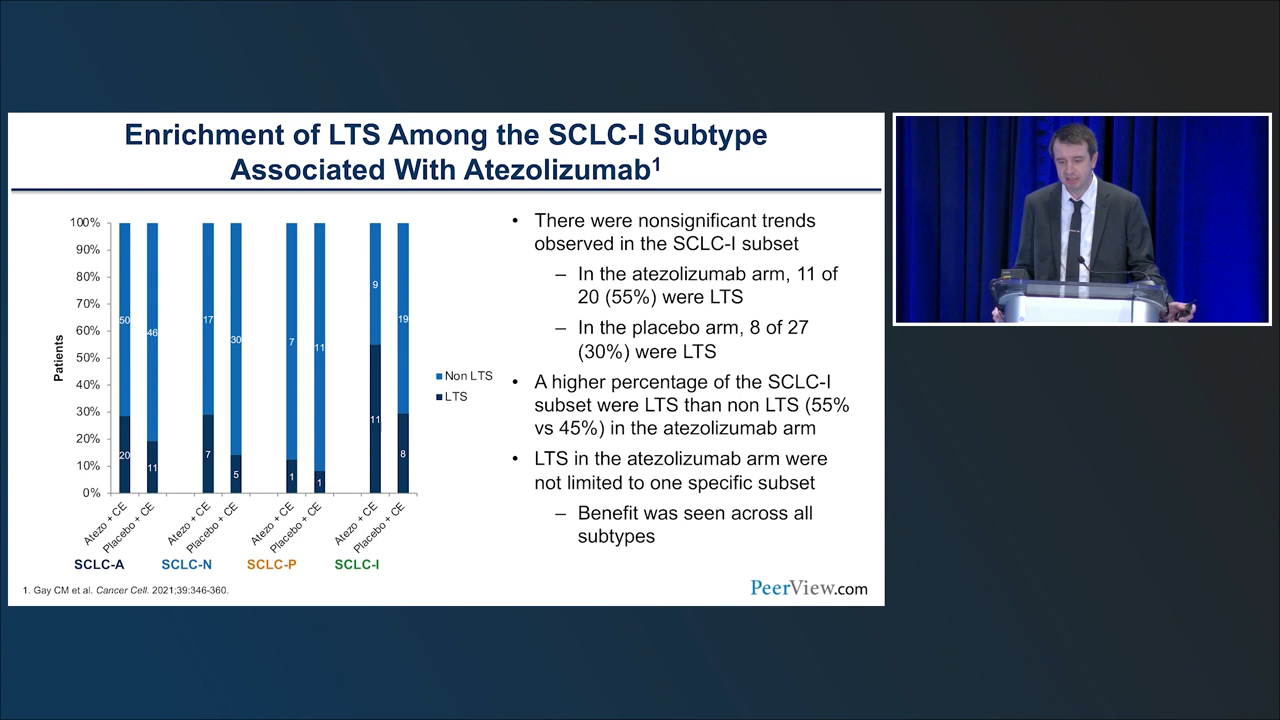 Enrichment of LTS Among the SCLC-I Subtype
Associated With Atezolizumab1
100%
90%
80%
70%
60%
50%
40%
30%
20%
10%
0%
Patients
50
46
17
30
7
11
9
19
20
11
7
5
1
1
11
8
Non LTS
LTS
Atezo + CE
Placebo + CE
Atezo + CE
Placebo + CE
Atezo + CE
Placebo + CE
Atezo + CE
Placebo + CE
SCLC-A
SCLC-N
SCLC-P
SCLC-I
• There were nonsignificant trends
observed in the SCLC-I subset
– In the atezolizumab arm, 11 of
20 (55%) were LTS
– In the placebo arm, 8 of 27
(30%) were LTS
• A higher percentage of the SCLC-I
subset were LTS than non LTS (55%
vs 45%) in the atezolizumab arm
• LTS in the atezolizumab arm were
not limited to one specific subset
– Benefit was seen across all
subtypes
1. Gay CM et al. Cancer Cell. 2021;39:346-360.
PeerView.com